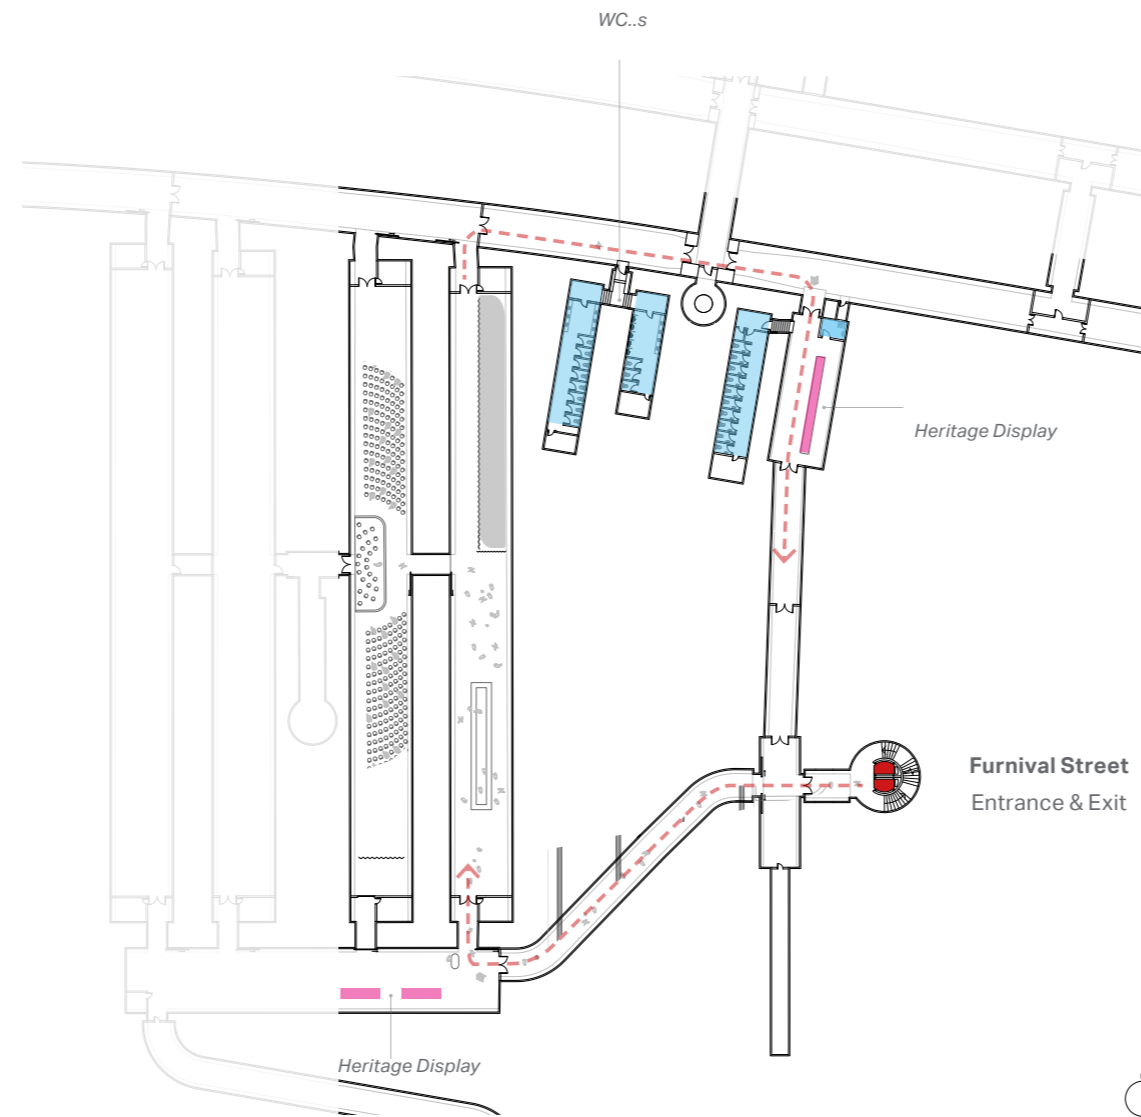 WC..s
Heritage Display
Furnival Street
Entrance & Exit
Heritage Display